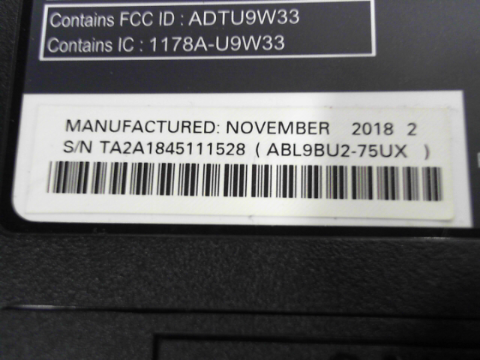 Contains FCC ID : ADTU9W33
Contains IC : 1178A-U9W33
MANUFACTURED: NOVEMBER 2018 2
S/N TA2A1845111528 ( ABL9BU2-75UX )